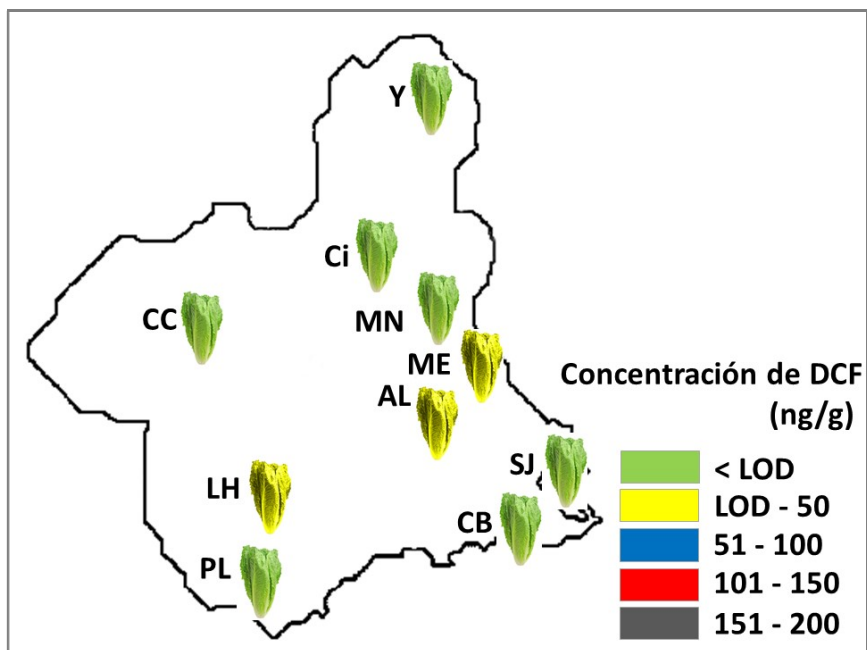 Y
Ci
CC
MN
ME
AL
LH
SJ
CB
PL
Concentración de DCF
(ng/g)
< LOD
LOD - 50
51 - 100
101 - 150
151 - 200